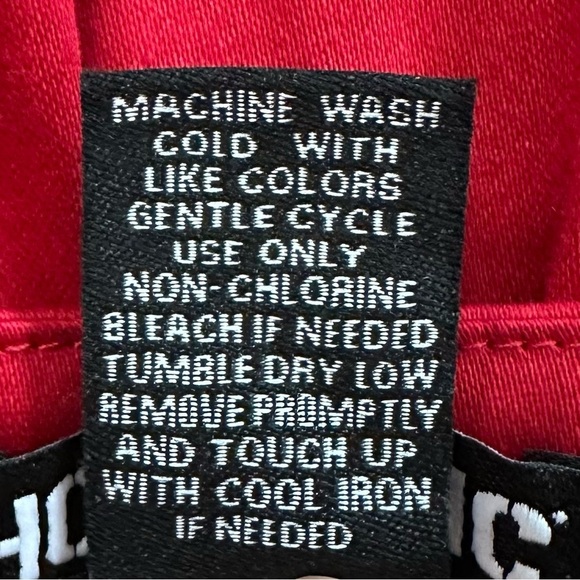 MACHINE WASH
COLD WITH
LIKE COLORS
GENTLE CYCLE
USE ONLY
NON-CHLORINE
BLEACH IF NEEDED
TUMBLE DRY LOW
REMOVE PROMPTLY
AND TOUCH UP
WITH COOL IRON
IF NEEDED